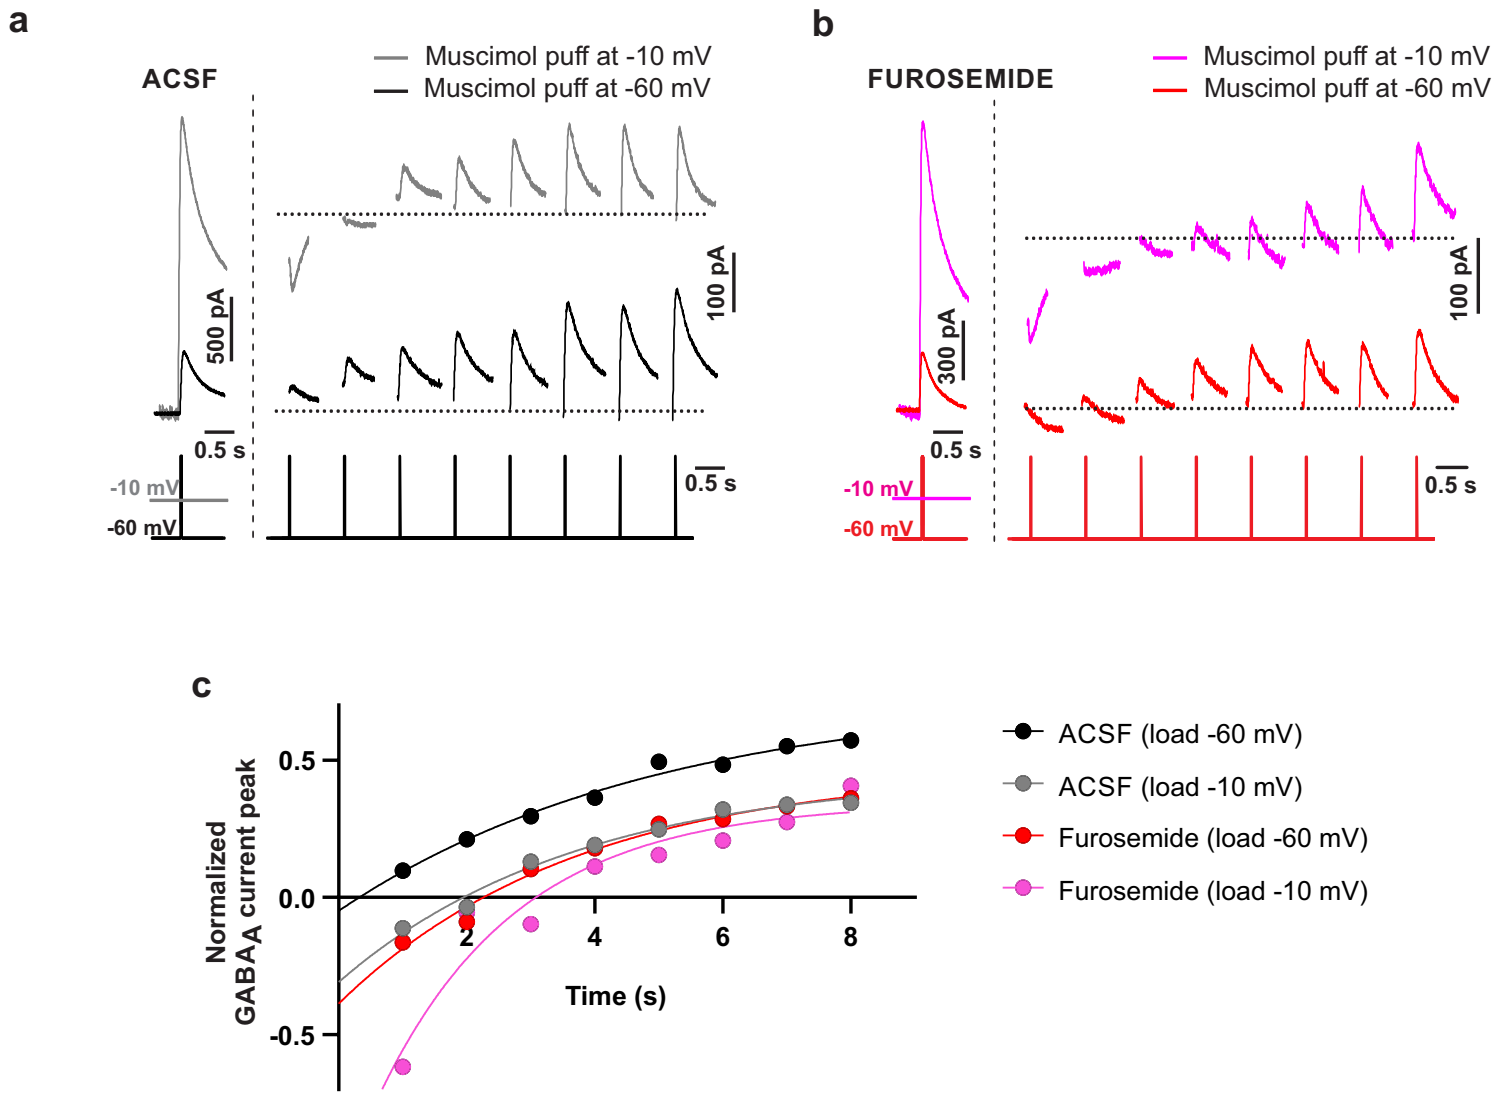 a
ACSF
Muscimol puff at -10 mV
Muscimol puff at -60 mV
500 pA
100 pA
0.5 s
0.5 s
-10 mV
-60 mV
b
FUROSEMIDE
Muscimol puff at -10 mV
Muscimol puff at -60 mV
300 pA
100 pA
0.5 s
0.5 s
-10 mV
-60 mV
c
Normalized
GABAA current peak
0.5
0.0
-0.5
2
4
6
8
Time (s)
ACSF (load -60 mV)
ACSF (load -10 mV)
Furosemide (load -60 mV)
Furosemide (load -10 mV)